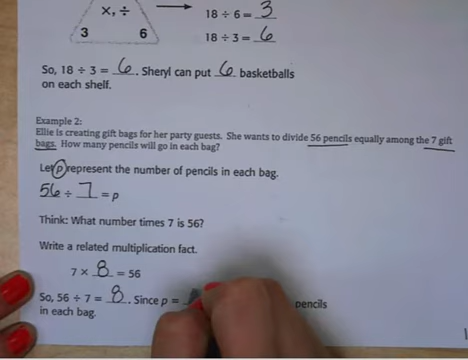 x, ÷
3 6
18 ÷ 6 = 3
18 ÷ 3 = 6
So, 18 ÷ 3 = 6. Sheryl can put 6 basketballs
on each shelf.
Example 2:
Ellie is creating gift bags for her party guests. She wants to divide 56 pencils equally among the 7 gift
bags. How many pencils will go in each bag?
Let p represent the number of pencils in each bag.
56 ÷ 7 = p
Think: What number times 7 is 56?
Write a related multiplication fact.
7 × 8 = 56
So, 56 ÷ 7 = 8. Since p = pencils
in each bag.